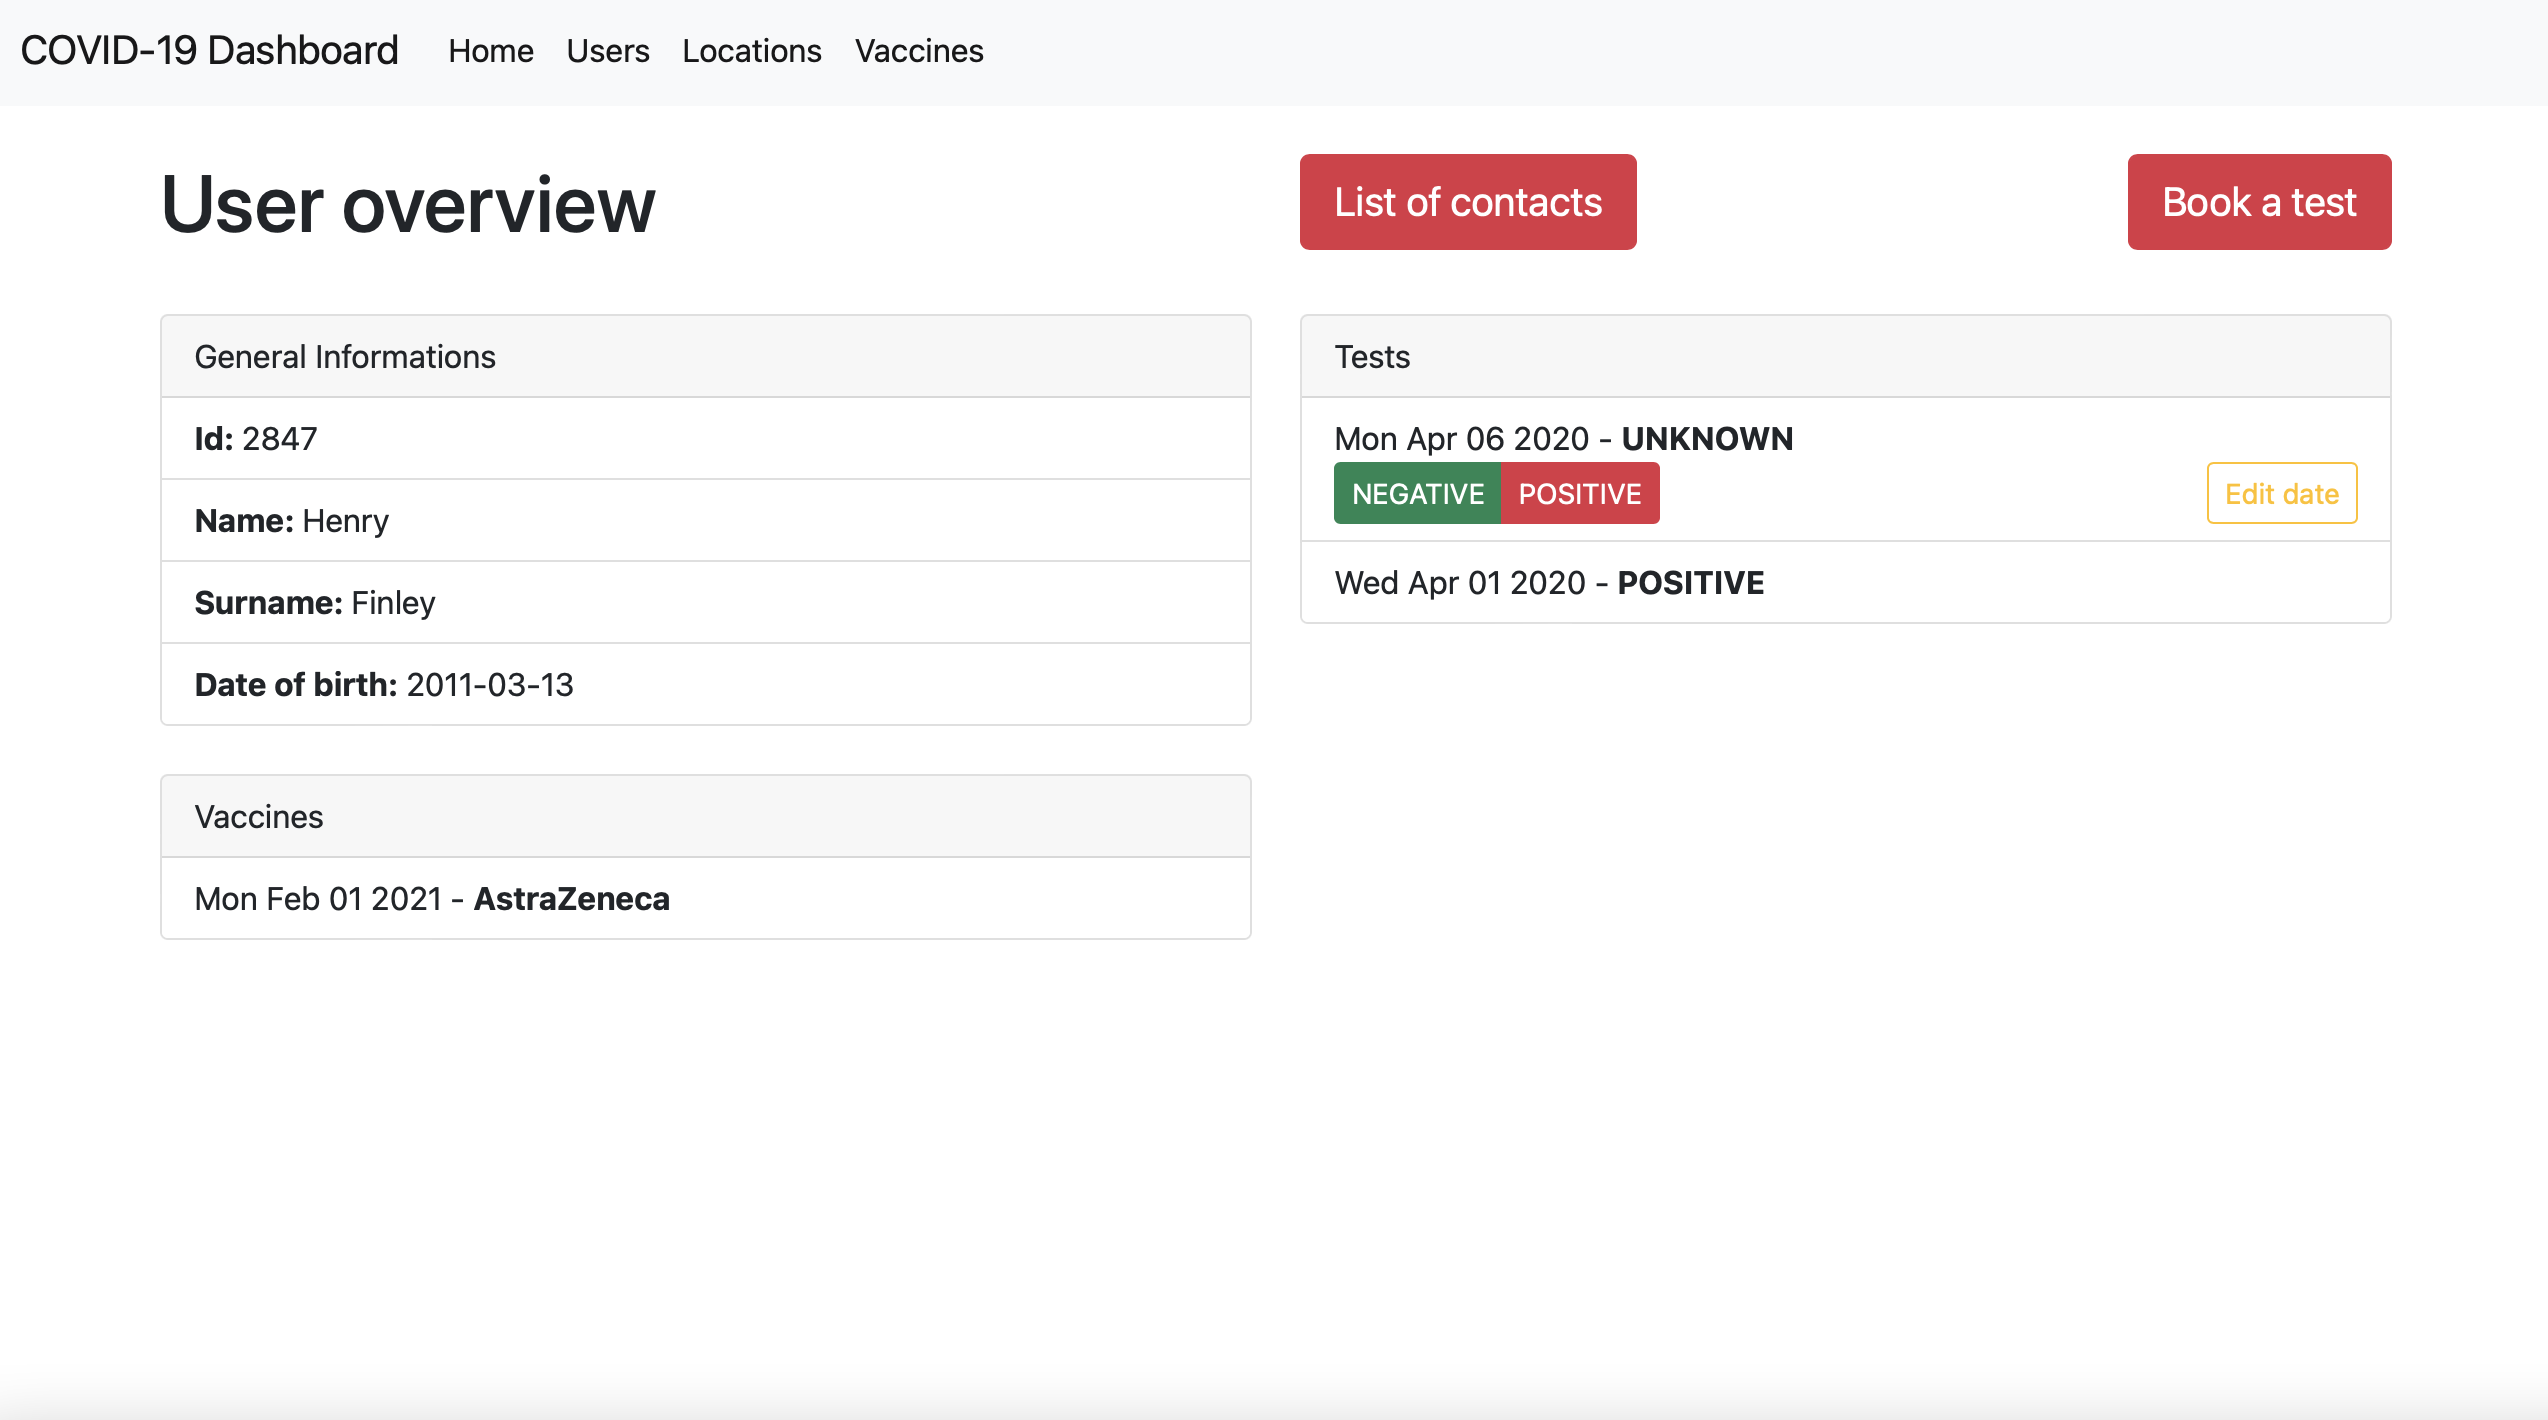 COVID-19 Dashboard Home Users Locations Vaccines
User overview
List of contacts
Book a test
General Informations
Id: 2847
Name: Henry
Surname: Finley
Date of birth: 2011-03-13
Vaccines
Mon Feb 01 2021 - AstraZeneca
Tests
Mon Apr 06 2020 - UNKNOWN
NEGATIVE POSITIVE Edit date
Wed Apr 01 2020 - POSITIVE